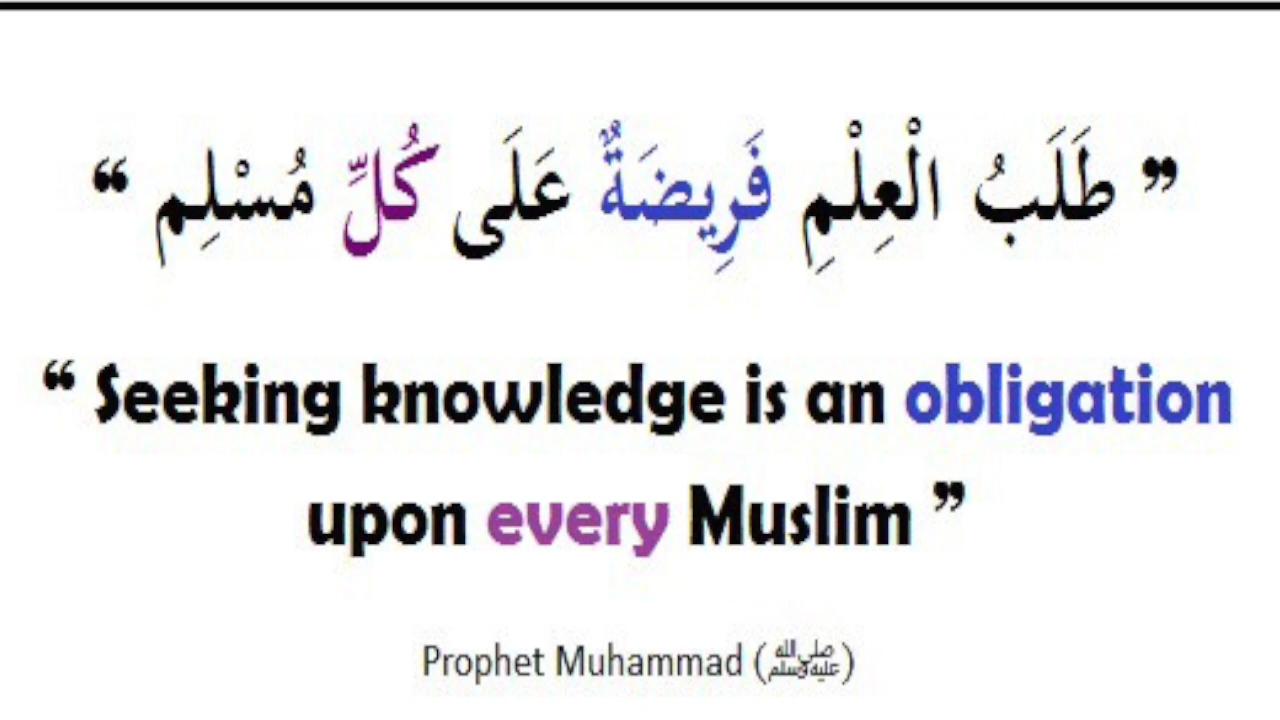 ” طَلَبُ الْعِلْمِ فَرِيضَةٌ عَلَى كُلِّ مُسْلِم “
“ Seeking knowledge is an obligation
upon every Muslim ”
Prophet Muhammad (ﷺ)